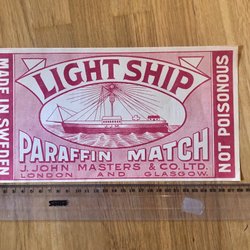 MADE IN SWEDEN
LIGHT SHIP
PARAFFIN MATCH
J. JOHN MASTERS & CO. LTD.
LONDON AND GLASGOW.
NOT POISONOUS